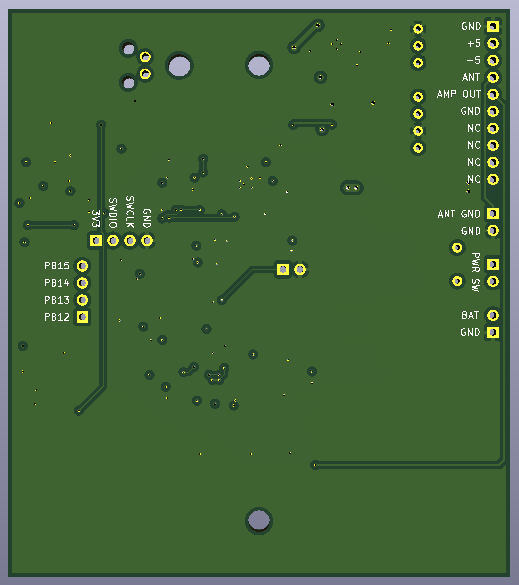 GND
+5
-5
ANT
AMP OUT
GND
NC
NC
NC
NC
ANT GND
GND
PWR SW
BAT
GND
3V3
SWDIO
SWCLK
GND
PB15
PB14
PB13
PB12